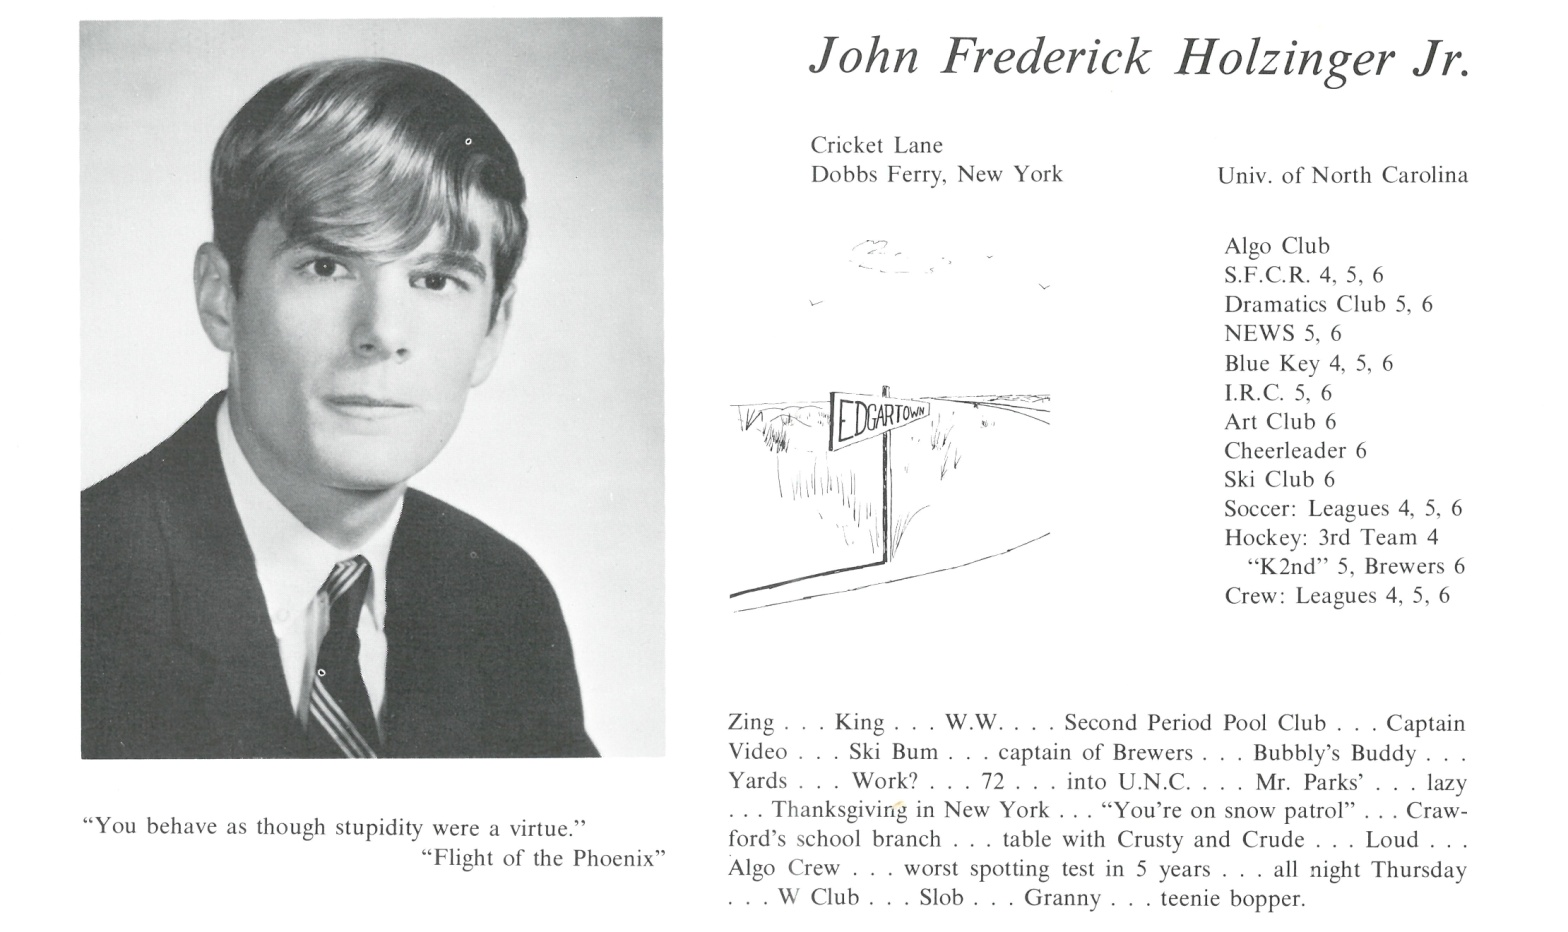 John Frederick Holzinger Jr.
Cricket Lane
Dobbs Ferry, New York
Univ. of North Carolina
EDGARTOWN
Algo Club
S.F.C.R. 4, 5, 6
Dramatics Club 5, 6
NEWS 5, 6
Blue Key 4, 5, 6
I.R.C. 5, 6
Art Club 6
Cheerleader 6
Ski Club 6
Soccer: Leagues 4, 5, 6
Hockey: 3rd Team 4
“K2nd” 5, Brewers 6
Crew: Leagues 4, 5, 6
“You behave as though stupidity were a virtue.”
“Flight of the Phoenix”
Zing . . . King . . . W.W. . . . Second Period Pool Club . . . Captain
Video . . . Ski Bum . . . captain of Brewers . . . Bubbly’s Buddy . . .
Yards . . . Work? . . . 72 . . . into U.N.C. . . . Mr. Parks’ . . . lazy
. . . Thanksgiving in New York . . . “You’re on snow patrol” . . . Craw-
ford’s school branch . . . table with Crusty and Crude . . . Loud . . .
Algo Crew . . . worst spotting test in 5 years . . . all night Thursday
. . . W Club . . . Slob . . . Granny . . . teenie bopper.